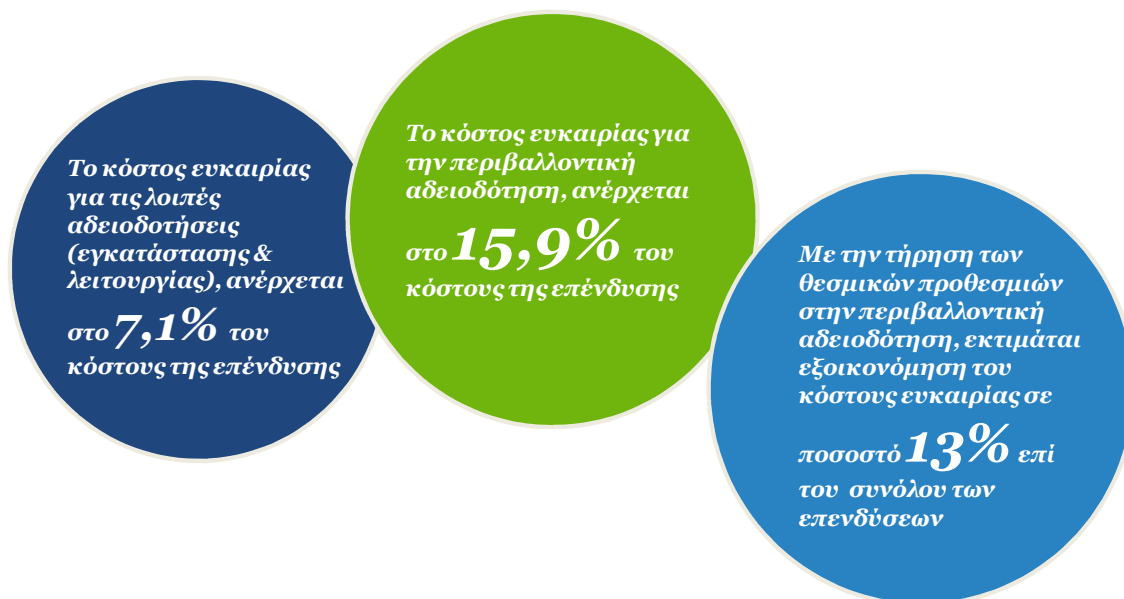 Το κόστος ευκαιρίας
για τις λοιπές
αδειοδοτήσεις
(εγκατάστασης &
λειτουργίας), ανέρχεται
στο 7,1% του
κόστους της επένδυσης
Το κόστος ευκαιρίας για
την περιβαλλοντική
αδειοδότηση, ανέρχεται
στο 15,9% του
κόστους της επένδυσης
Με την τήρηση των
θεσμικών προθεσμιών
στην περιβαλλοντική
αδειοδότηση, εκτιμάται
εξοικονόμηση του
κόστους ευκαιρίας σε
ποσοστό 13% επί
του συνόλου των
επενδύσεων